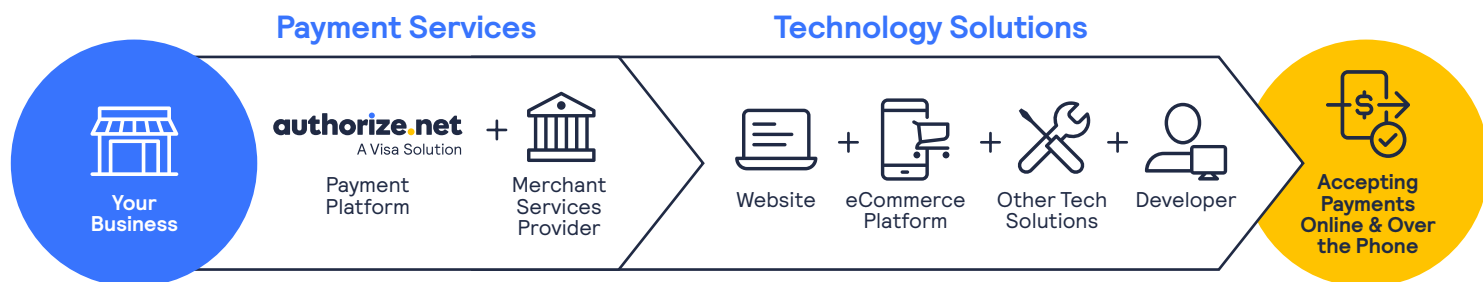 Payment Services
Technology Solutions
Your
Business
authorize.net
A Visa Solution
Payment
Platform
+
Merchant
Services
Provider
Website
+
eCommerce
Platform
+
Other Tech
Solutions
+
Developer
$
Accepting
Payments
Online & Over
the Phone